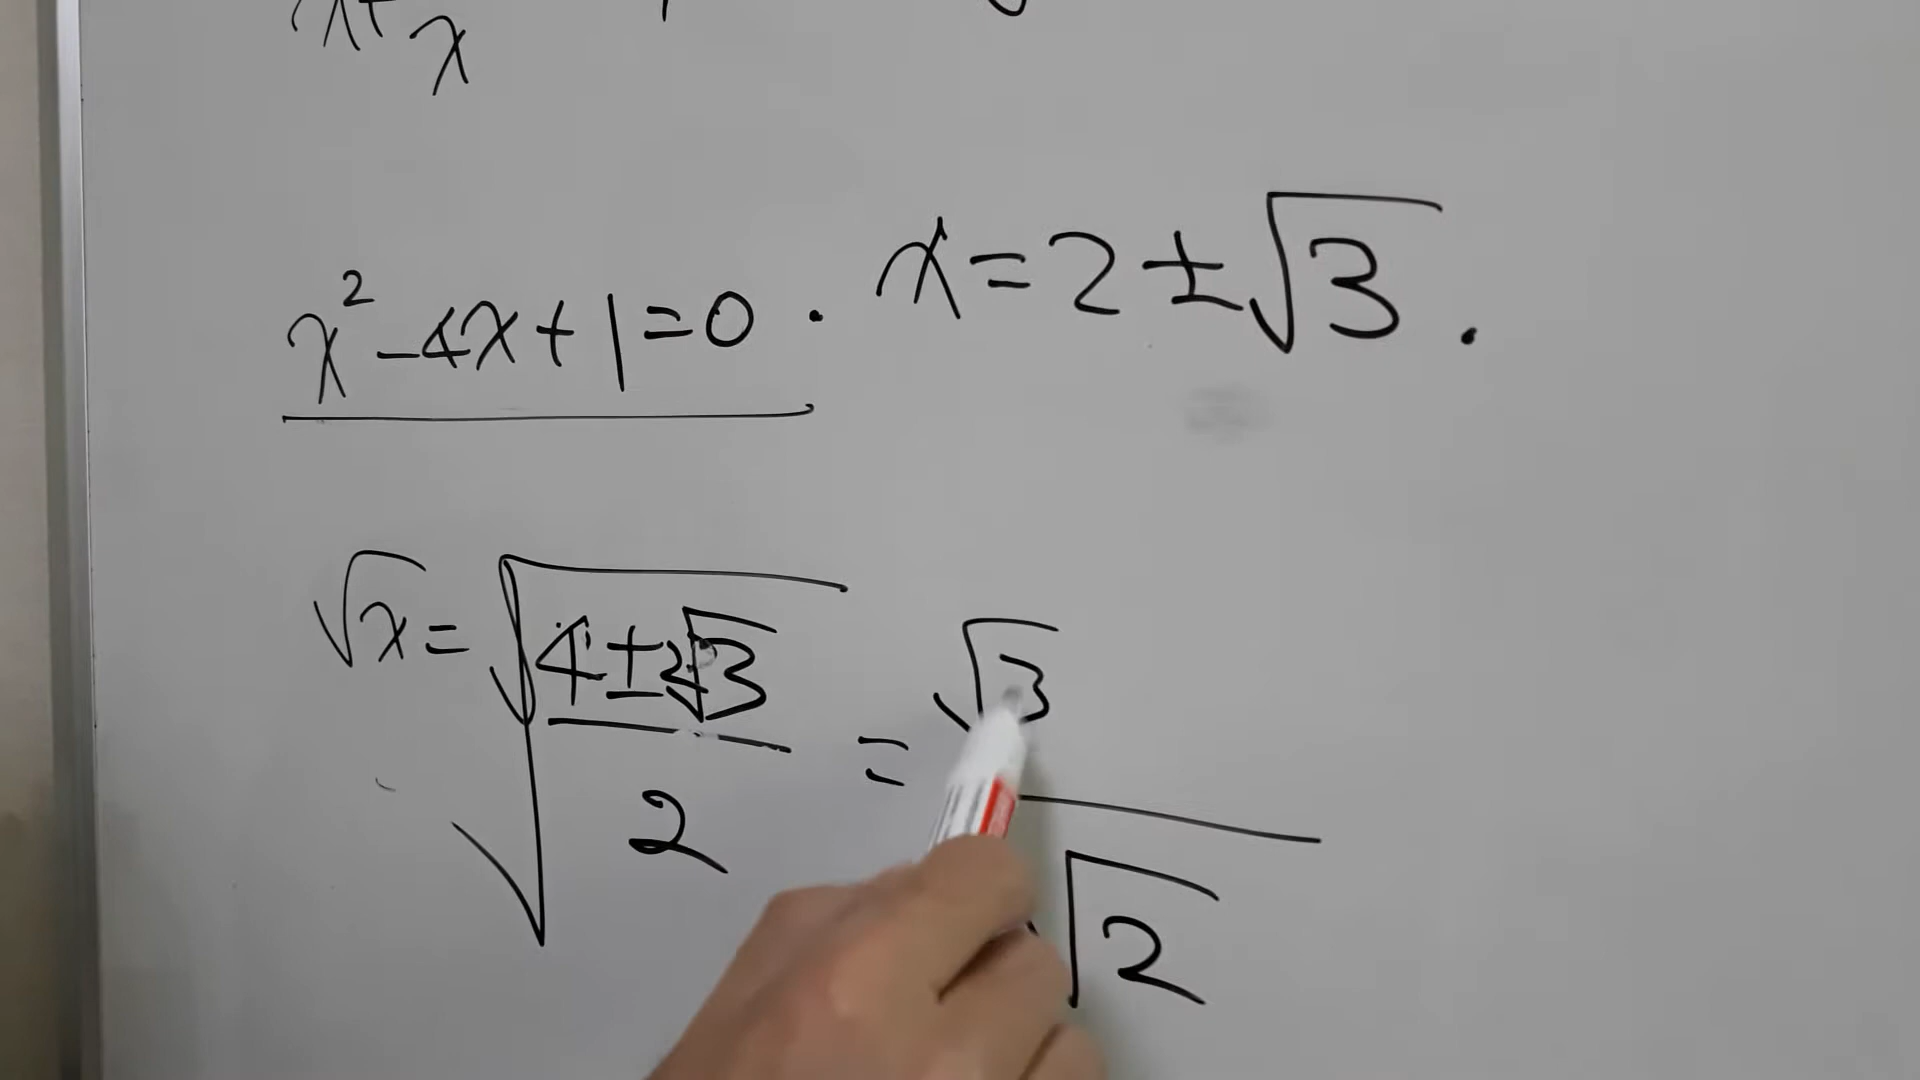 x
x² - 4x + 1 = 0 . x = 2 ± √3 .
√x = √((4 ± 2√3)/2) = √3/√2